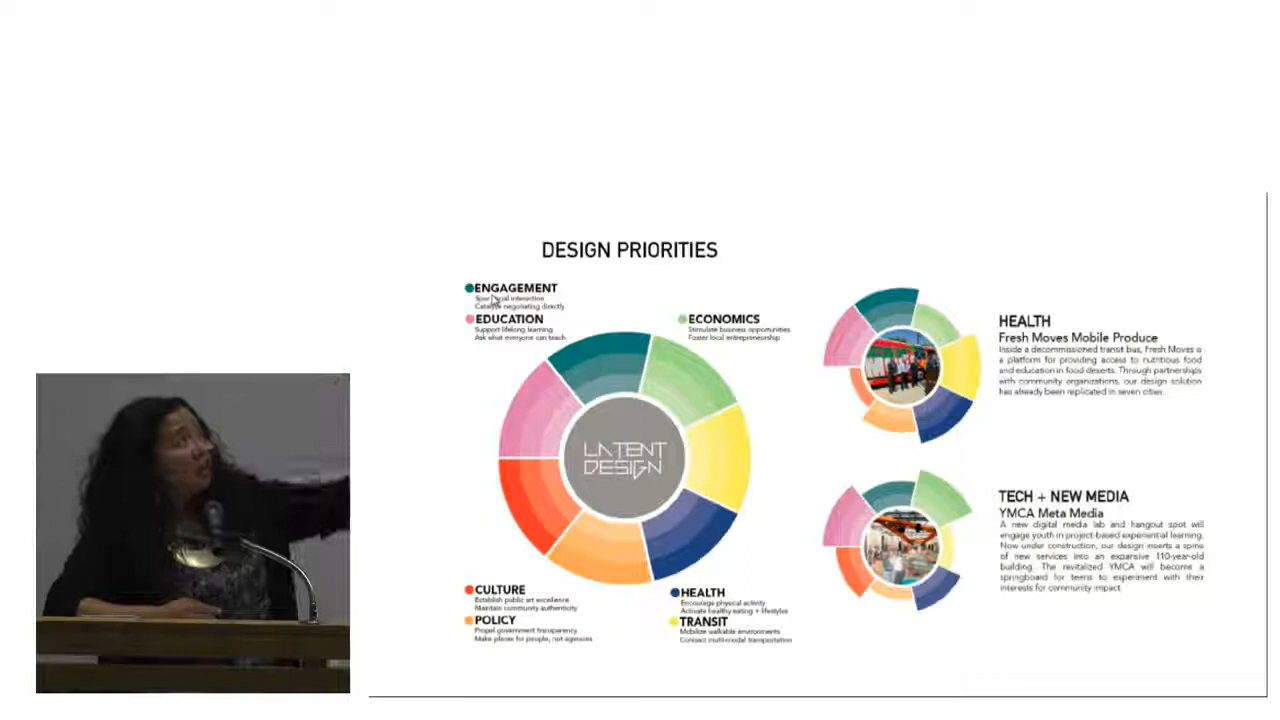 DESIGN PRIORITIES
ENGAGEMENT
social interaction
Catalyze negotiating directly
EDUCATION
Support lifelong learning
Ask what everyone can teach
ECONOMICS
Stimulate business opportunities
Foster local entrepreneurship
LATENT
DESIGN
CULTURE
Establish public art excellence
Maintain community authenticity
POLICY
Propel government transparency
Make places for people, not agencies
HEALTH
Encourage physical activity
Activate healthy eating + lifestyles
TRANSIT
Mobilize walkable environments
Connect multi-modal transportation
HEALTH
Fresh Moves Mobile Produce
Inside a decommissioned transit bus, Fresh Moves is
a platform for providing access to nutritious food
and education in food deserts. Through partnerships
with community organizations, our design solution
has already been replicated in seven cities.
TECH + NEW MEDIA
YMCA Meta Media
A new digital media lab and hangout spot will
engage youth in project-based experiential learning.
Now under construction, our design inserts a spine
of new services into an expansive 110-year-old
building. The revitalized YMCA will become a
springboard for teens to experiment with their
interests for community impact